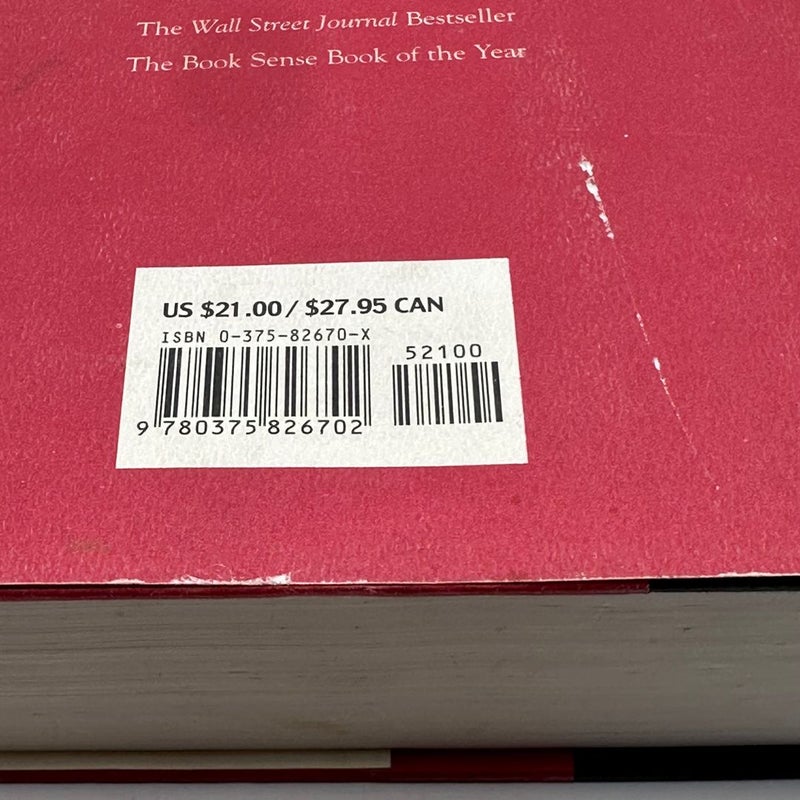 The Wall Street Journal Bestseller
The Book Sense Book of the Year
US $21.00/ $27.95 CAN
ISBN 0-375-82670-X
52100
9 780375 826702